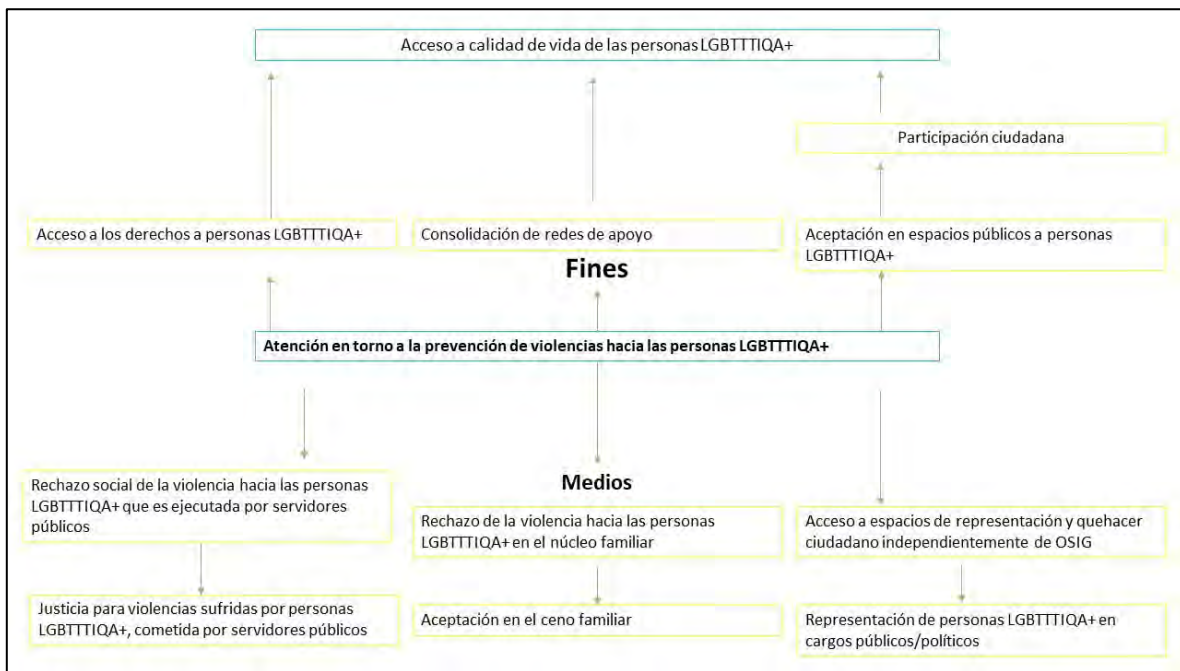 Acceso a calidad de vida de las personas LGBTTTIQA+
Participación ciudadana
Acceso a los derechos a personas LGBTTTIQA+
Consolidación de redes de apoyo
Aceptación en espacios públicos a personas
LGBTTTIQA+
Fines
Atención en torno a la prevención de violencias hacia las personas LGBTTTIQA+
Medios
Rechazo social de la violencia hacia las personas
LGBTTTIQA+ que es ejecutada por servidores
públicos
Rechazo de la violencia hacia las personas
LGBTTTIQA+ en el núcleo familiar
Acceso a espacios de representación y quehacer
ciudadano independientemente de OSIG
Justicia para violencias sufridas por personas
LGBTTTIQA+, cometida por servidores públicos
Aceptación en el ceno familiar
Representación de personas LGBTTTIQA+ en
cargos públicos/políticos